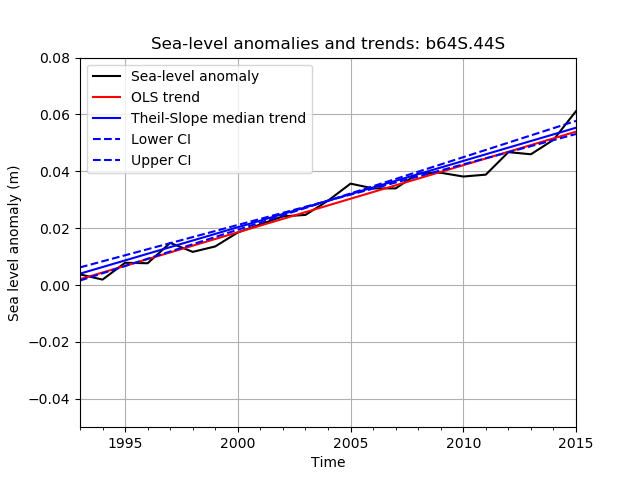 Sea-level anomalies and trends: b64S.44S
0.08
0.06
0.04
0.02
0.00
−0.02
−0.04
Sea level anomaly (m)
Sea-level anomaly
OLS trend
Theil-Slope median trend
Lower CI
Upper CI
1995 2000 2005 2010 2015
Time